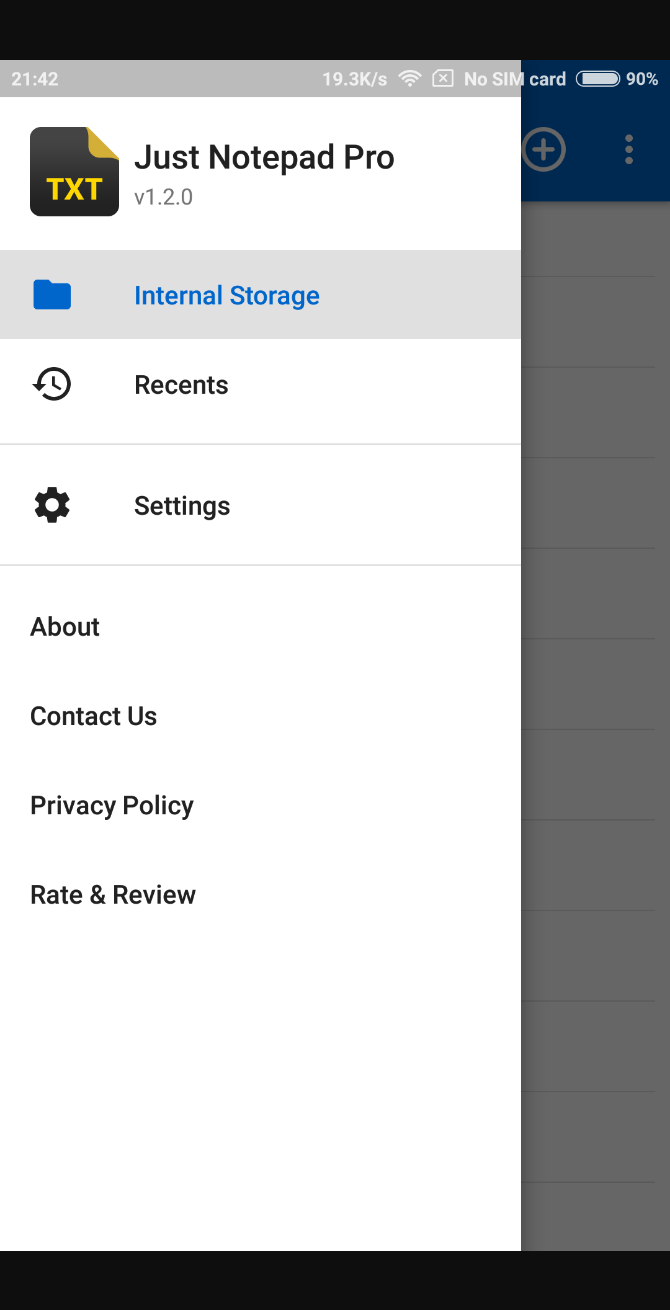 21:42 19.3K/s No SIM card 90%
TXT
Just Notepad Pro
v1.2.0
Internal Storage
Recents
Settings
About
Contact Us
Privacy Policy
Rate & Review